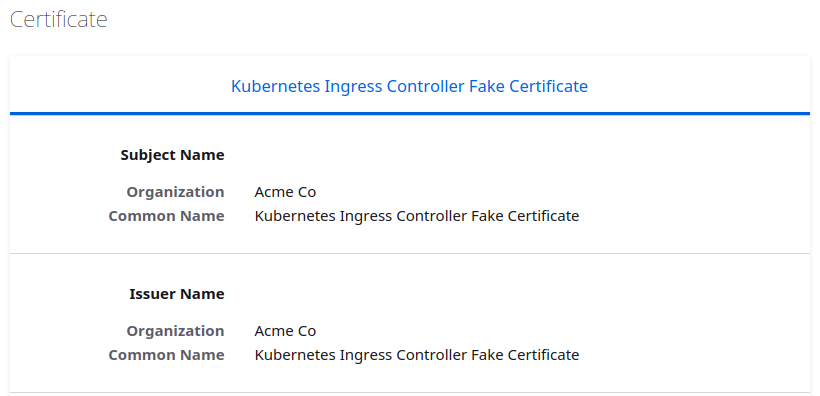 Certificate
Kubernetes Ingress Controller Fake Certificate
Subject Name
Organization Acme Co
Common Name Kubernetes Ingress Controller Fake Certificate
Issuer Name
Organization Acme Co
Common Name Kubernetes Ingress Controller Fake Certificate